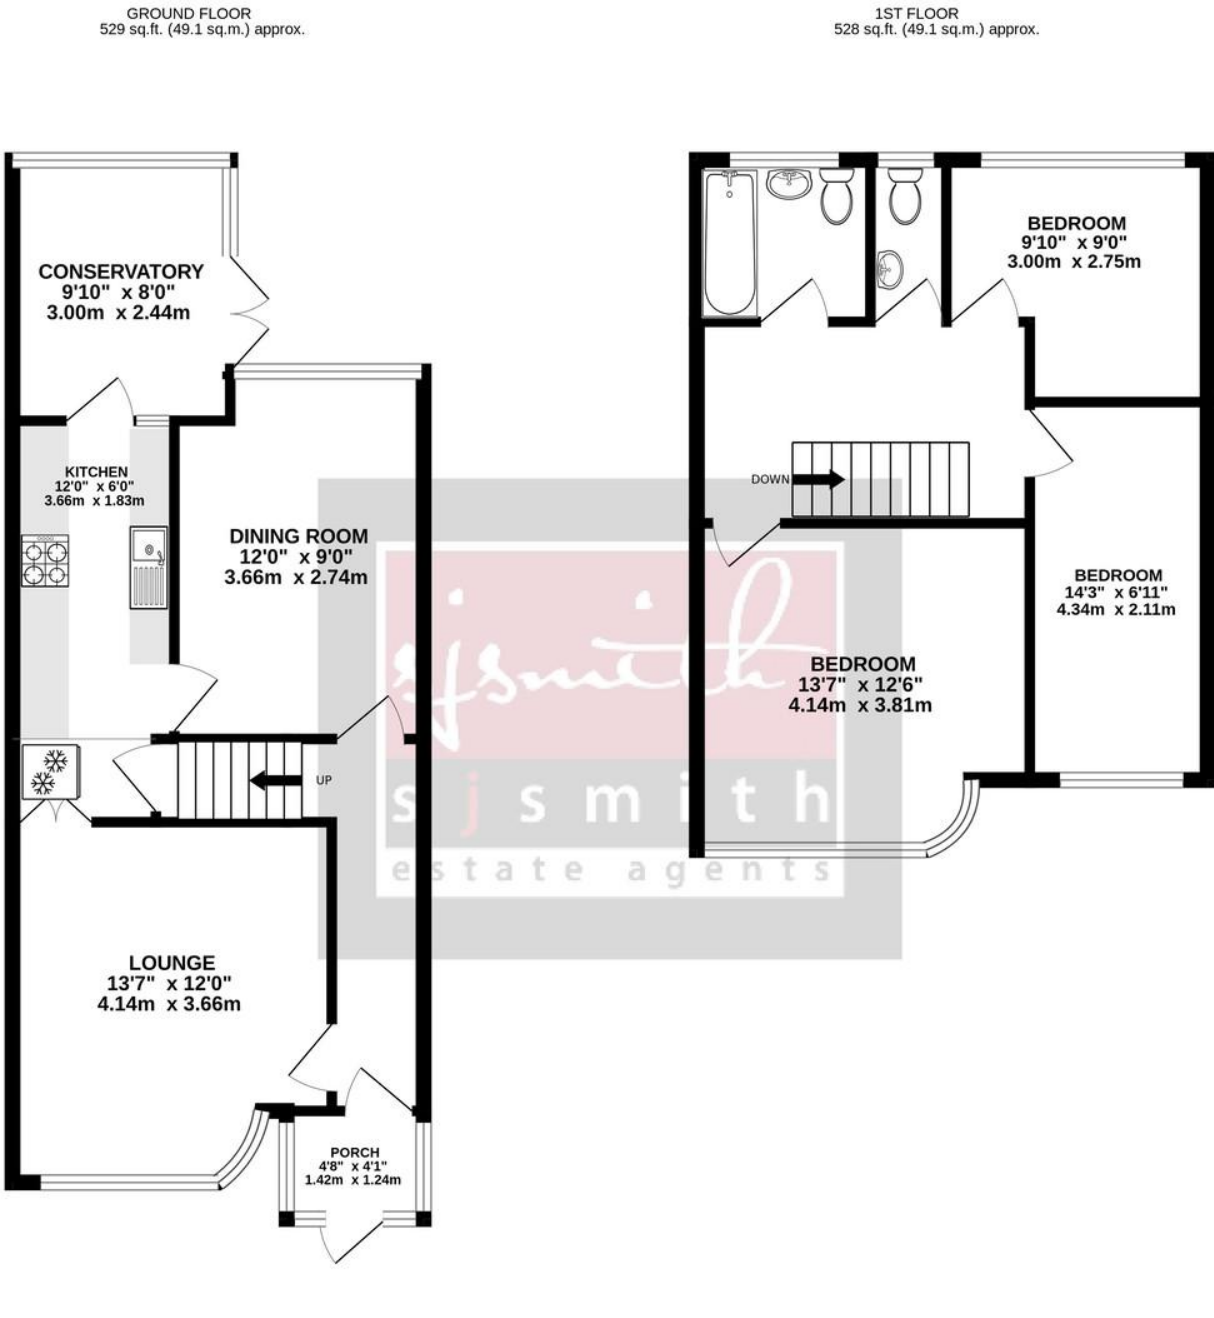 GROUND FLOOR
529 sq.ft. (49.1 sq.m.) approx.
1ST FLOOR
528 sq.ft. (49.1 sq.m.) approx.
CONSERVATORY
9'10" x 8'0"
3.00m x 2.44m
KITCHEN
12'0" x 6'0"
3.66m x 1.83m
DINING ROOM
12'0" x 9'0"
3.66m x 2.74m
UP
LOUNGE
13'7" x 12'0"
4.14m x 3.66m
PORCH
4'8" x 4'1"
1.42m x 1.24m
BEDROOM
9'10" x 9'0"
3.00m x 2.75m
DOWN
BEDROOM
14'3" x 6'11"
4.34m x 2.11m
BEDROOM
13'7" x 12'6"
4.14m x 3.81m
sjsmith
sjsmith
estate agents